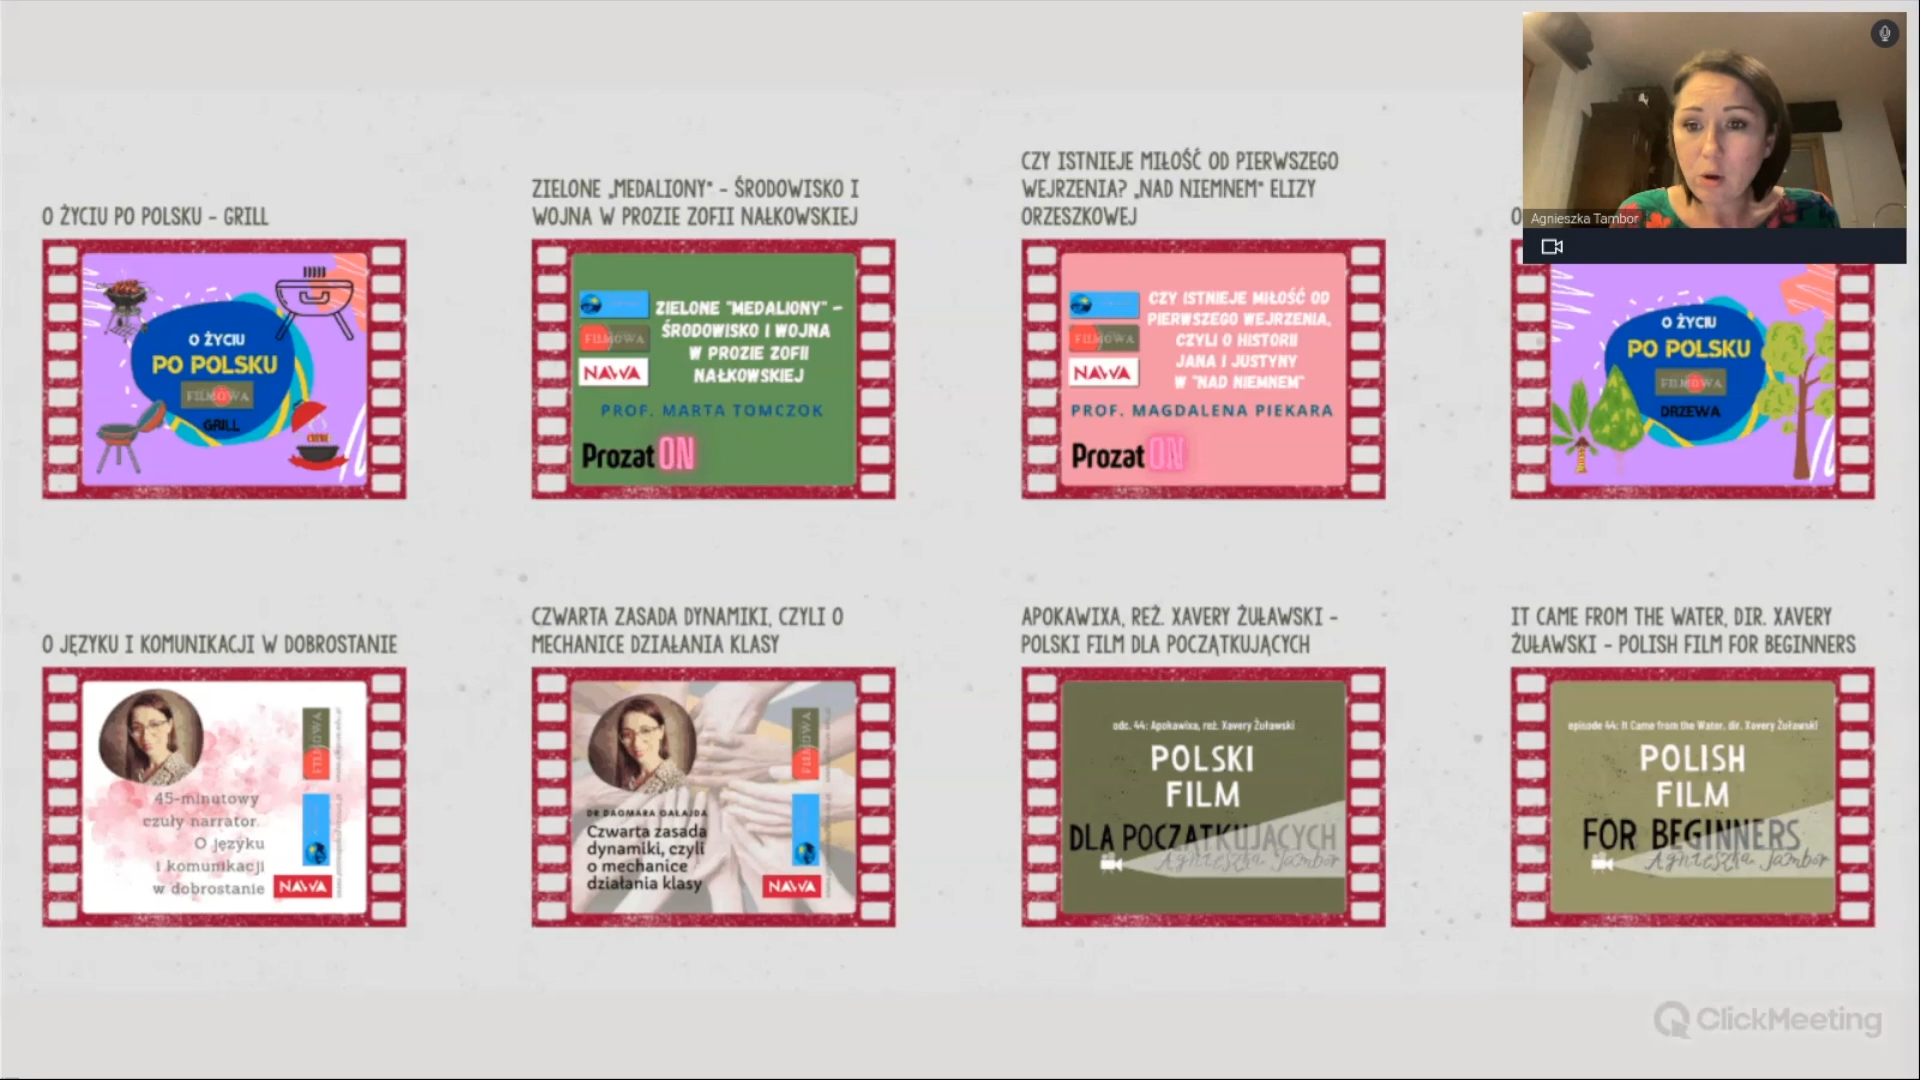 Agnieszka Tambor
O ŻYCIU PO POLSKU - GRILL
O ŻYCIU
PO POLSKU
FILMOWA
GRILL
ZIELONE „MEDALIONY" - ŚRODOWISKO I
WOJNA W PROZIE ZOFII NAŁKOWSKIEJ
FILMOWA
NAWA
ZIELONE "MEDALIONY" -
ŚRODOWISKO I WOJNA
W PROZIE ZOFII
NAŁKOWSKIEJ
PROF. MARTA TOMCZOK
ProzatON
CZY ISTNIEJE MIŁOŚĆ OD PIERWSZEGO
WEJRZENIA? „NAD NIEMNEM" ELIZY
ORZESZKOWEJ
FILMOWA
NAWA
CZY ISTNIEJE MIŁOŚĆ OD
PIERWSZEGO WEJRZENIA,
CZYLI O HISTORII
JANA I JUSTYNY
W "NAD NIEMNEM"
PROF. MAGDALENA PIEKARA
ProzatON
O ŻYCIU
PO POLSKU
FILMOWA
DRZEWA
O JĘZYKU I KOMUNIKACJI W DOBROSTANIE
45-minutowy
czuły narrator.
O języku
i komunikacji
w dobrostanie
FILMOWA
NAWA
CZWARTA ZASADA DYNAMIKI, CZYLI O
MECHANICE DZIAŁANIA KLASY
DR DAGMARA GAŁAJDA
Czwarta zasada
dynamiki, czyli
o mechanice
działania klasy
FILMOWA
NAWA
APOKAWIXA, REŻ. XAVERY ŻUŁAWSKI -
POLSKI FILM DLA POCZĄTKUJĄCYCH
odc. 44: Apokawixa, reż. Xavery Żuławski
POLSKI
FILM
DLA POCZĄTKUJĄCYCH
Agnieszka Tambor
IT CAME FROM THE WATER, DIR. XAVERY
ŻUŁAWSKI - POLISH FILM FOR BEGINNERS
episode 44: It Came from the Water, dir. Xavery Żuławski
POLISH
FILM
FOR BEGINNERS
Agnieszka Tambor
ClickMeeting